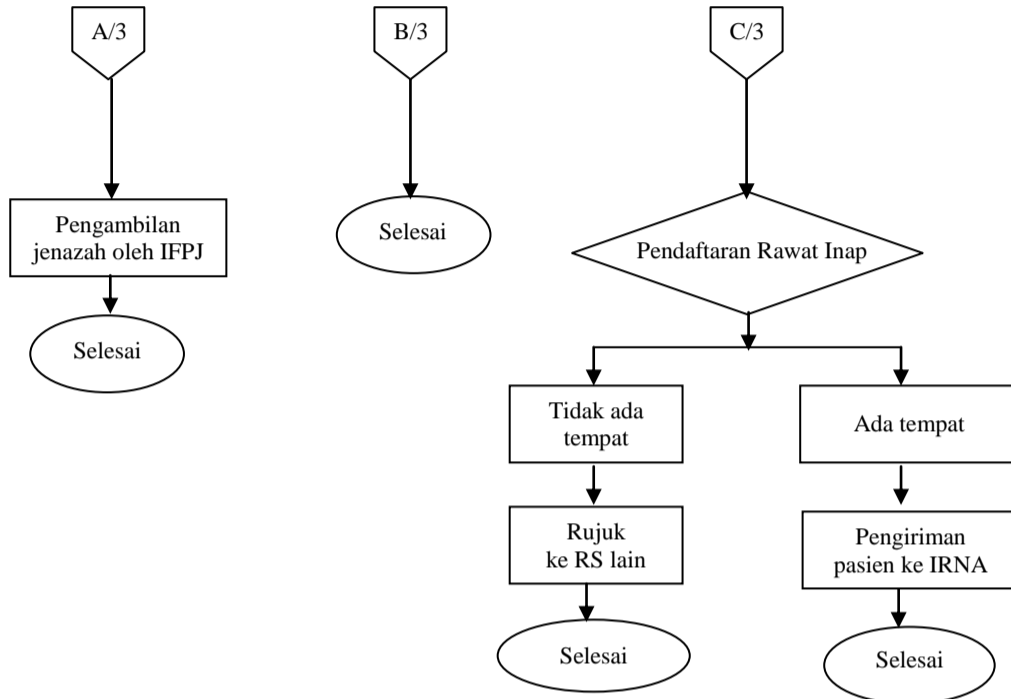 A/3
B/3
C/3
Pengambilan
jenazah oleh IFPJ
Selesai
Selesai
Pendaftaran Rawat Inap
Tidak ada
tempat
Ada tempat
Rujuk
ke RS lain
Pengiriman
pasien ke IRNA
Selesai
Selesai